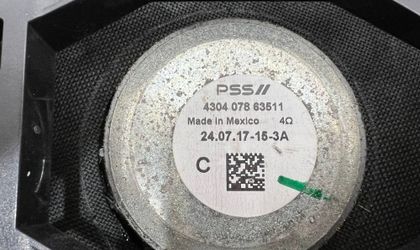 PSS//
4304 078 63511
Made in Mexico 4Ω
24.07.17-15-3A
C